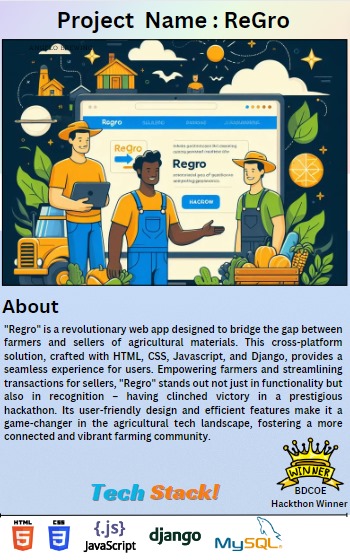 Project Name : ReGro
Regro
ReGro
Regro
About
"Regro" is a revolutionary web app designed to bridge the gap between
farmers and sellers of agricultural materials. This cross-platform
solution, crafted with HTML, CSS, Javascript, and Django, provides a
seamless experience for users. Empowering farmers and streamlining
transactions for sellers, "Regro" stands out not just in functionality but
also in recognition – having clinched victory in a prestigious
hackathon. Its user-friendly design and efficient features make it a
game-changer in the agricultural tech landscape, fostering a more
connected and vibrant farming community.
WINNER
BDCOE
Hackthon Winner
Tech Stack!
HTML
5
CSS
3
{.js}
JavaScript
django
MySQL